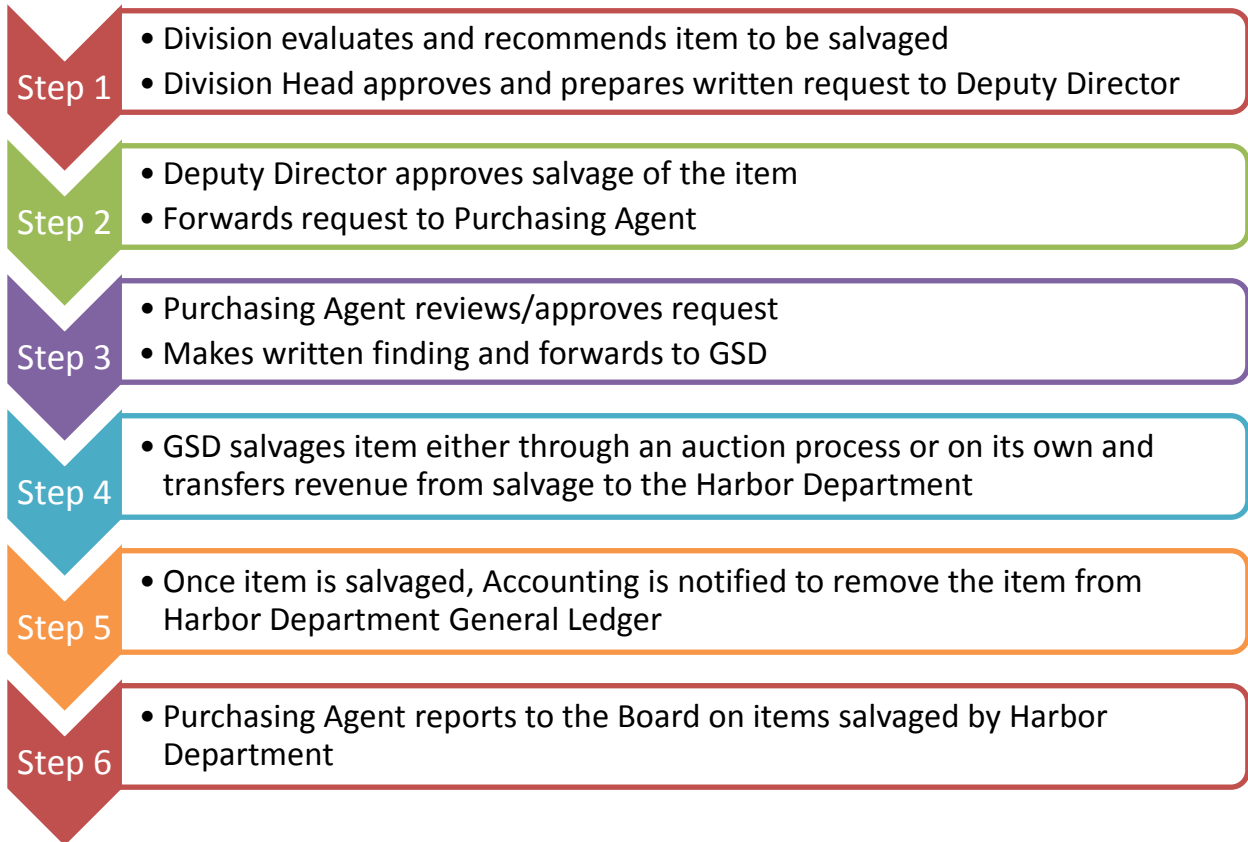 Step 1
• Division evaluates and recommends item to be salvaged
• Division Head approves and prepares written request to Deputy Director
Step 2
• Deputy Director approves salvage of the item
• Forwards request to Purchasing Agent
Step 3
• Purchasing Agent reviews/approves request
• Makes written finding and forwards to GSD
Step 4
• GSD salvages item either through an auction process or on its own and
transfers revenue from salvage to the Harbor Department
Step 5
• Once item is salvaged, Accounting is notified to remove the item from
Harbor Department General Ledger
Step 6
• Purchasing Agent reports to the Board on items salvaged by Harbor
Department